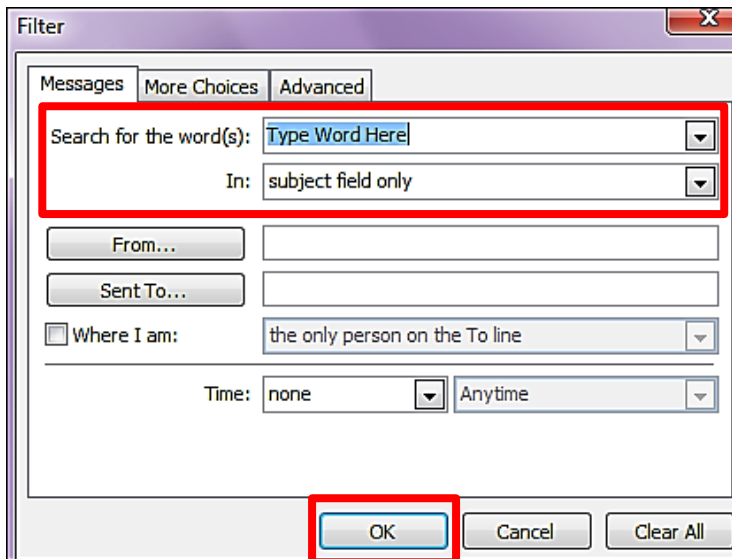 Filter
X
Messages More Choices Advanced
Search for the word(s): Type Word Here
In: subject field only
From...
Sent To...
Where I am: the only person on the To line
Time: none Anytime
OK Cancel Clear All